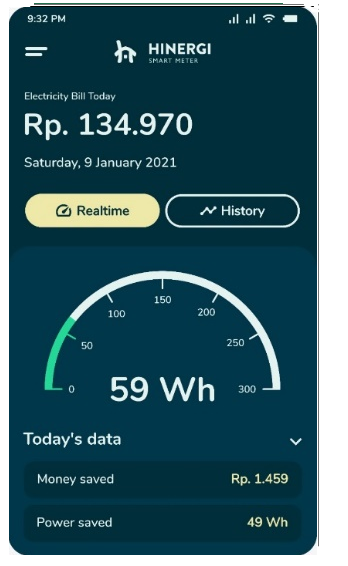 9:32 PM
HINERGI
SMART METER
Electricity Bill Today
Rp. 134.970
Saturday, 9 January 2021
Realtime
History
150
100
200
50
250
0
59 Wh
300
Today's data
Money saved
Rp. 1.459
Power saved
49 Wh